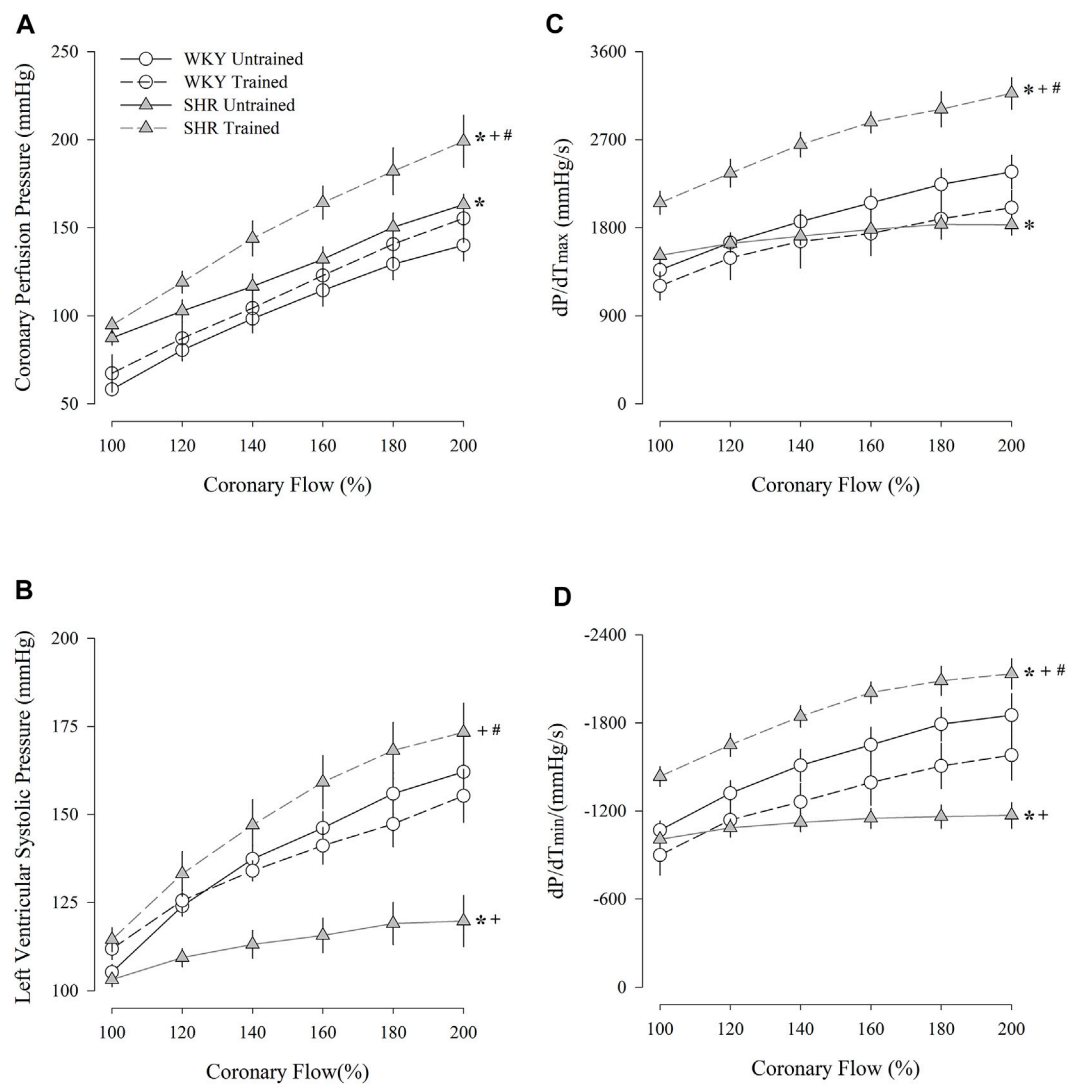 A
Coronary Perfusion Pressure (mmHg)
250
200
150
100
50
WKY Untrained
WKY Trained
SHR Untrained
SHR Trained
* + #
*
100 120 140 160 180 200
Coronary Flow (%)
C
dP/dTmax (mmHg/s)
3600
2700
1800
900
0
* + #
*
100 120 140 160 180 200
Coronary Flow (%)
B
Left Ventricular Systolic Pressure (mmHg)
200
175
150
125
100
+ #
* +
100 120 140 160 180 200
Coronary Flow(%)
D
dP/dTmin/(mmHg/s)
-2400
-1800
-1200
-600
0
* + #
* +
100 120 140 160 180 200
Coronary Flow (%)